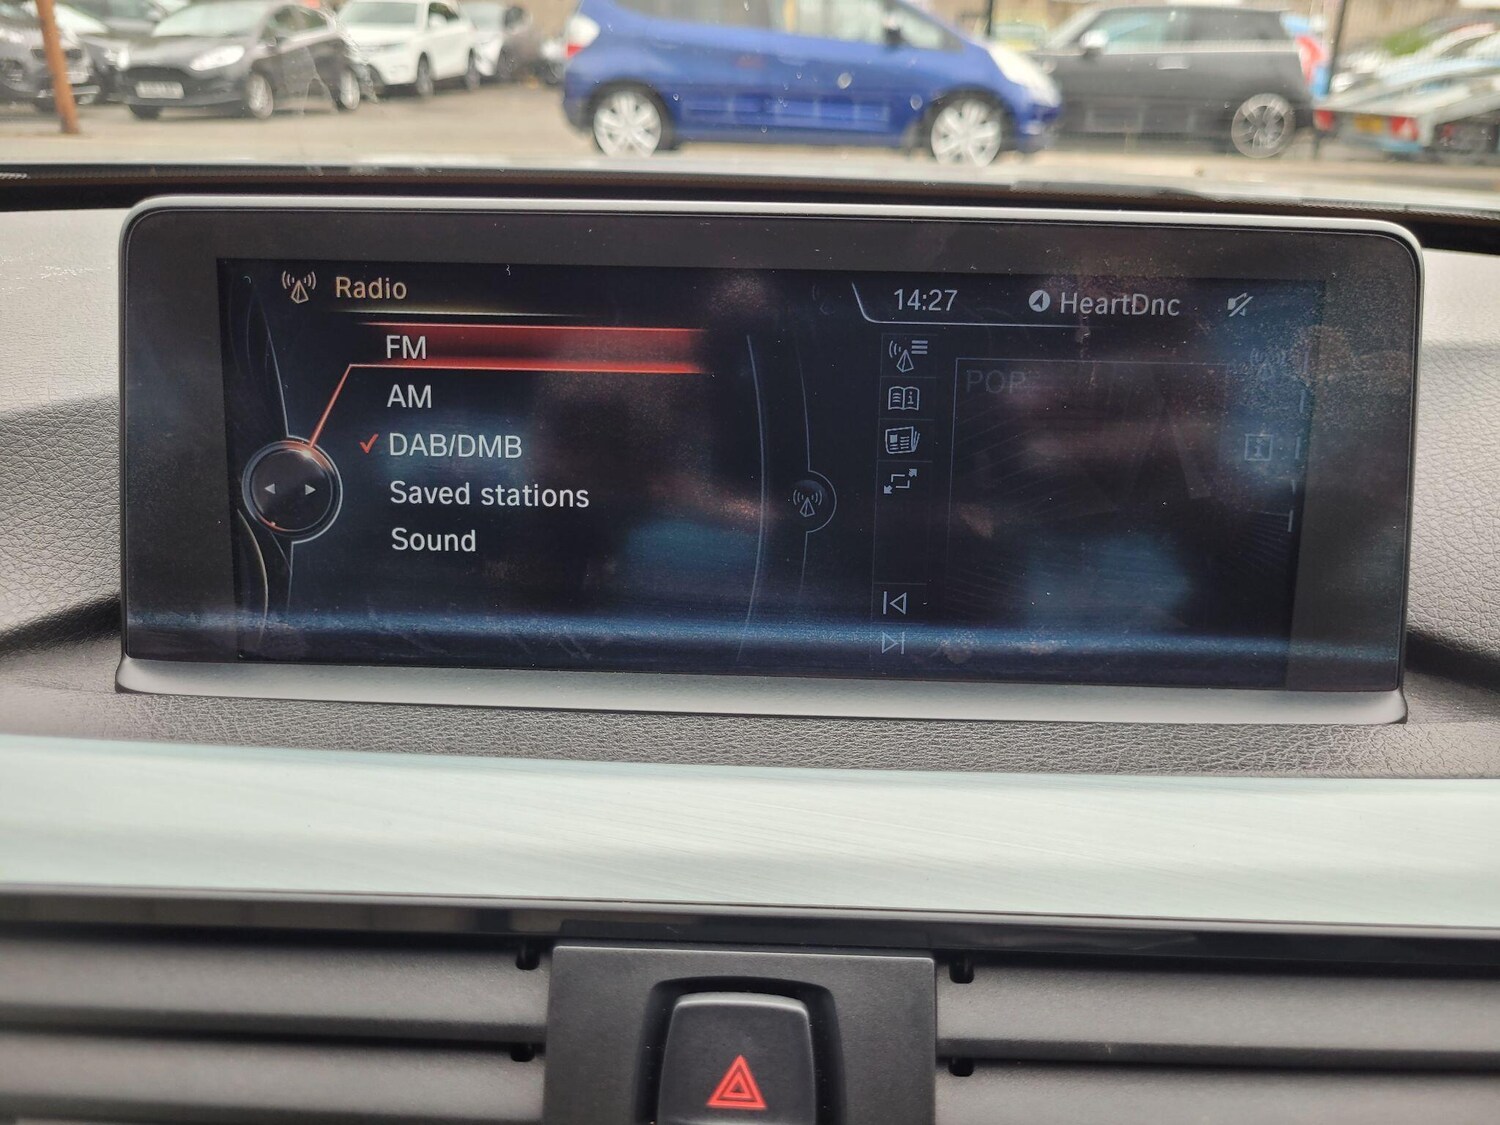 Radio
14:27 HeartDnc
FM
AM
DAB/DMB
Saved stations
Sound
POP